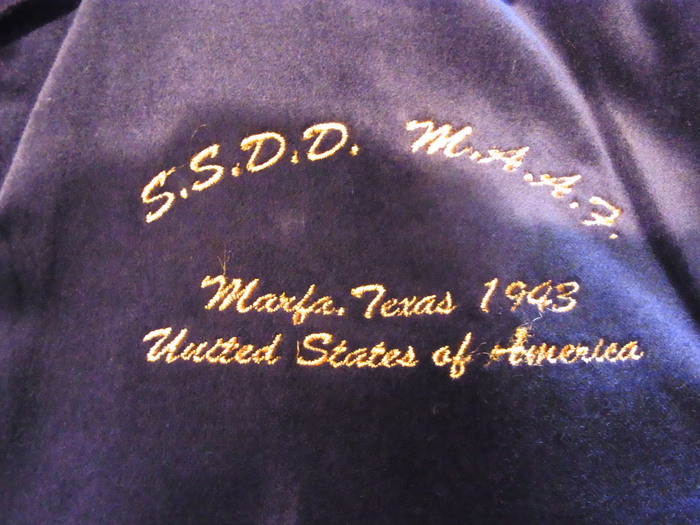 S.S.D.D. M.A.A.F.
Marfa, Texas 1943
United States of America